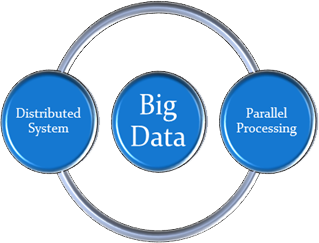 Distributed
System
Big
Data
Parallel
Processing